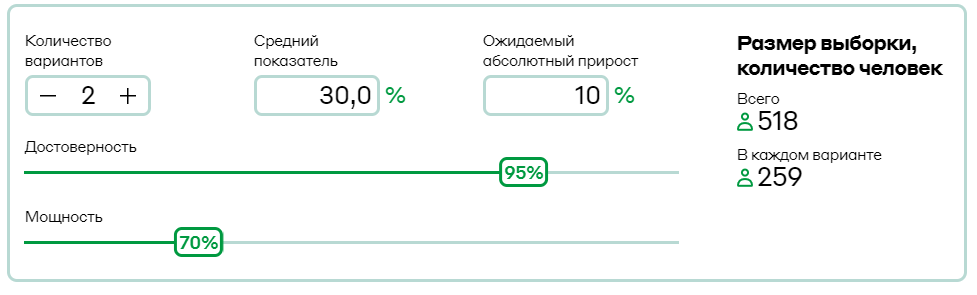 Количество
вариантов
− 2 +
Средний
показатель
30,0 %
Ожидаемый
абсолютный прирост
10 %
Достоверность
95%
Мощность
70%
Размер выборки,
количество человек
Всего
518
В каждом варианте
259